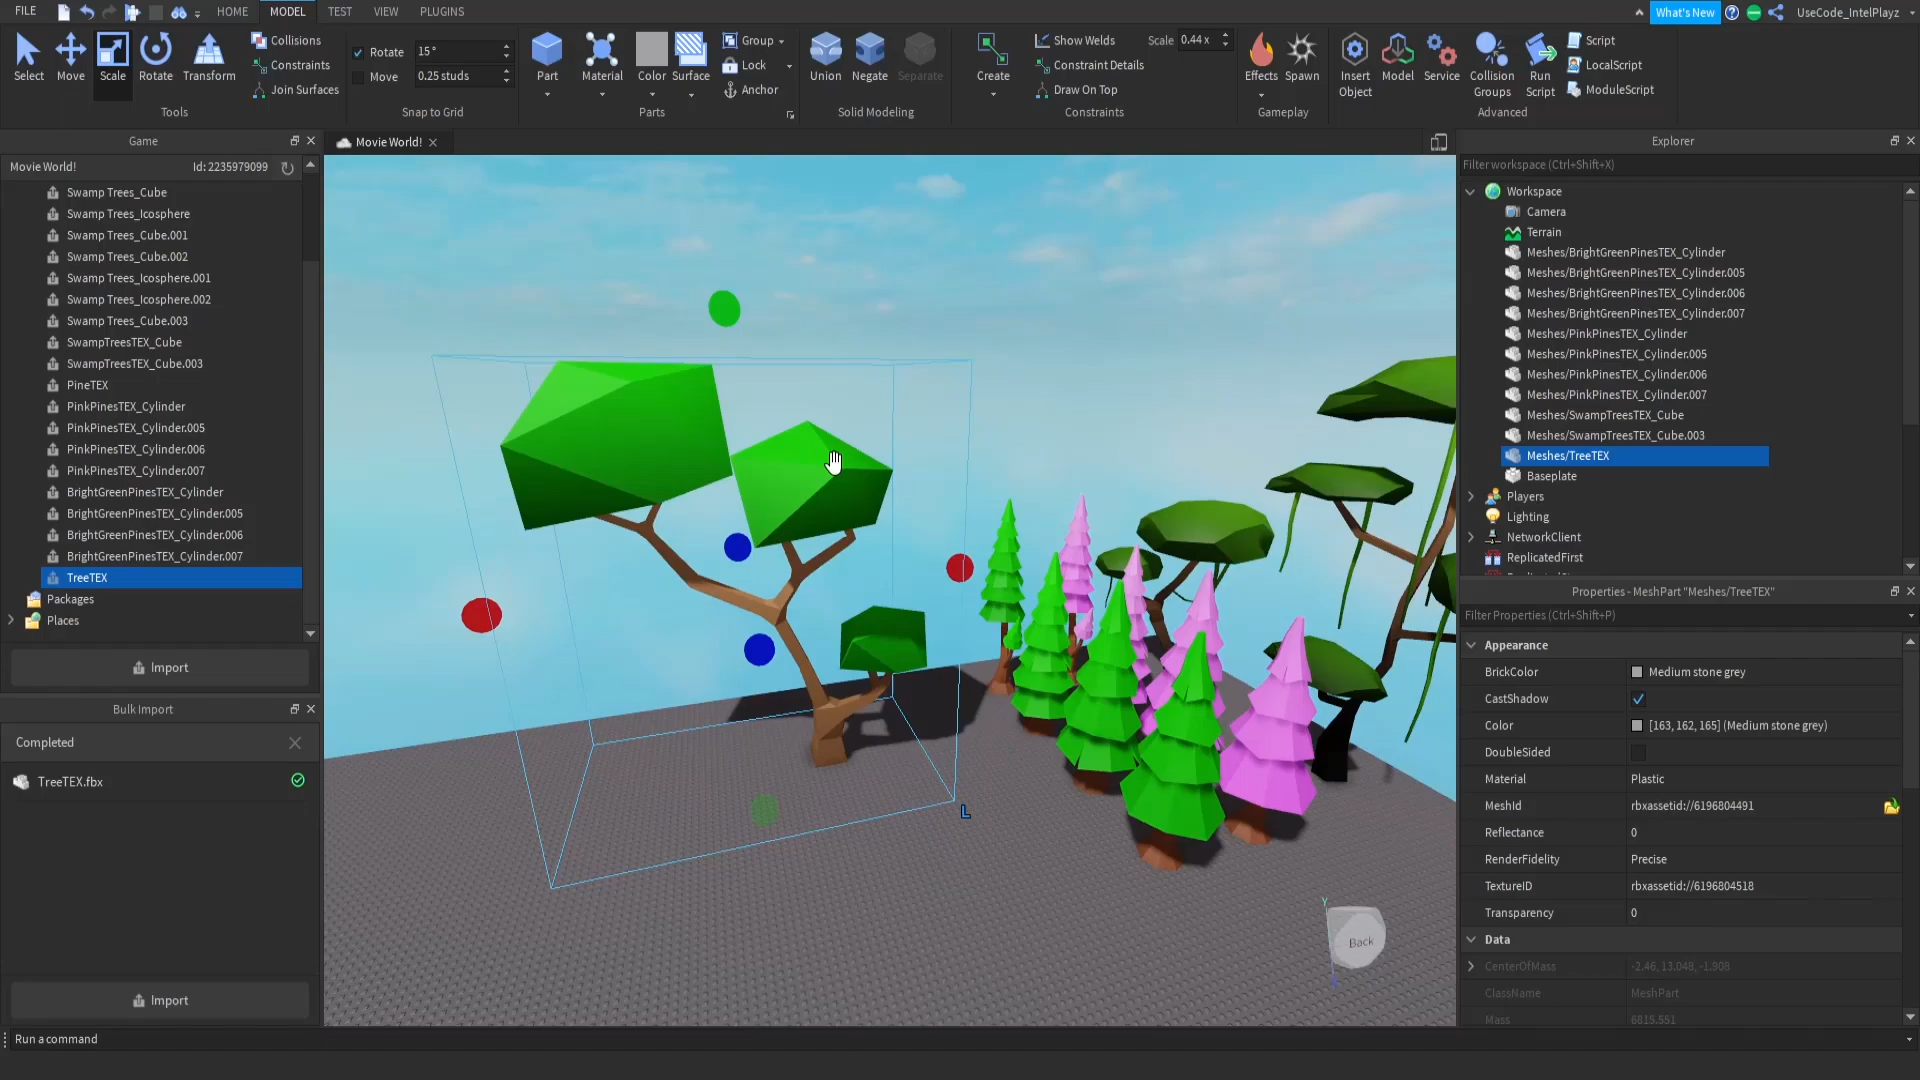 FILE
HOME
MODEL
TEST
VIEW
PLUGINS
What's New
UseCode_IntelPlayz
Select
Move
Scale
Rotate
Transform
Collisions
Constraints
Join Surfaces
Tools
Rotate 15°
Move 0.25 studs
Snap to Grid
Part
Material
Color
Surface
Group
Lock
Anchor
Parts
Union
Negate
Separate
Solid Modeling
Create
Show Welds
Constraint Details
Draw On Top
Scale 0.44 x
Constraints
Effects
Spawn
Gameplay
Insert
Object
Model
Service
Collision
Groups
Run
Script
Script
LocalScript
ModuleScript
Advanced
Game
Movie World! Id: 2235979099
Swamp Trees_Cube
Swamp Trees_Icosphere
Swamp Trees_Cube.001
Swamp Trees_Cube.002
Swamp Trees_Icosphere.001
Swamp Trees_Icosphere.002
Swamp Trees_Cube.003
SwampTreesTEX_Cube
SwampTreesTEX_Cube.003
PineTEX
PinkPinesTEX_Cylinder
PinkPinesTEX_Cylinder.005
PinkPinesTEX_Cylinder.006
PinkPinesTEX_Cylinder.007
BrightGreenPinesTEX_Cylinder
BrightGreenPinesTEX_Cylinder.005
BrightGreenPinesTEX_Cylinder.006
BrightGreenPinesTEX_Cylinder.007
TreeTEX
Packages
Places
Import
Bulk Import
Completed
TreeTEX.fbx
Import
Run a command
Movie World!
L
Y
Back
Explorer
Filter workspace (Ctrl+Shift+X)
Workspace
Camera
Terrain
Meshes/BrightGreenPinesTEX_Cylinder
Meshes/BrightGreenPinesTEX_Cylinder.005
Meshes/BrightGreenPinesTEX_Cylinder.006
Meshes/BrightGreenPinesTEX_Cylinder.007
Meshes/PinkPinesTEX_Cylinder
Meshes/PinkPinesTEX_Cylinder.005
Meshes/PinkPinesTEX_Cylinder.006
Meshes/PinkPinesTEX_Cylinder.007
Meshes/SwampTreesTEX_Cube
Meshes/SwampTreesTEX_Cube.003
Meshes/TreeTEX
Baseplate
Players
Lighting
NetworkClient
ReplicatedFirst
Properties - MeshPart "Meshes/TreeTEX"
Filter Properties (Ctrl+Shift+P)
Appearance
BrickColor Medium stone grey
CastShadow
Color [163, 162, 165] (Medium stone grey)
DoubleSided
Material Plastic
MeshId rbxassetid://6196804491
Reflectance 0
RenderFidelity Precise
TextureID rbxassetid://6196804518
Transparency 0
Data
CenterOfMass -2.46, 13.048, -1.908
ClassName MeshPart
Mass 6815.551